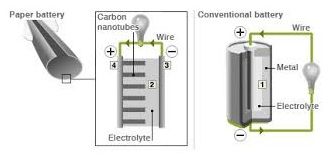 Paper battery
Carbon
nanotubes
Wire
+
−
4
3
2
Electrolyte
Conventional battery
+
Wire
Metal
1
Electrolyte
−